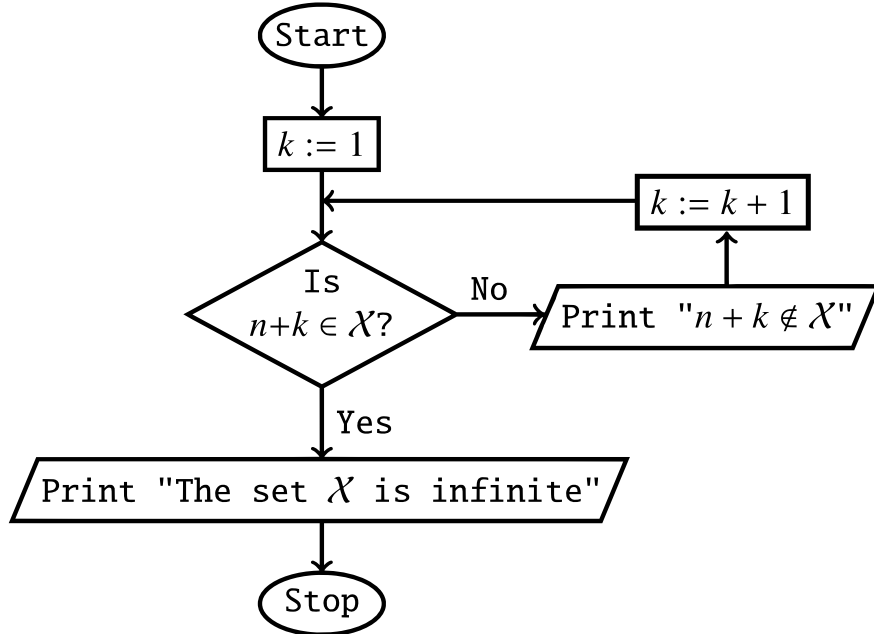 Start
k := 1
k := k + 1
Is
n+k ∈ 𝒳?
No
Print "n + k ∉ 𝒳"
Yes
Print "The set 𝒳 is infinite"
Stop